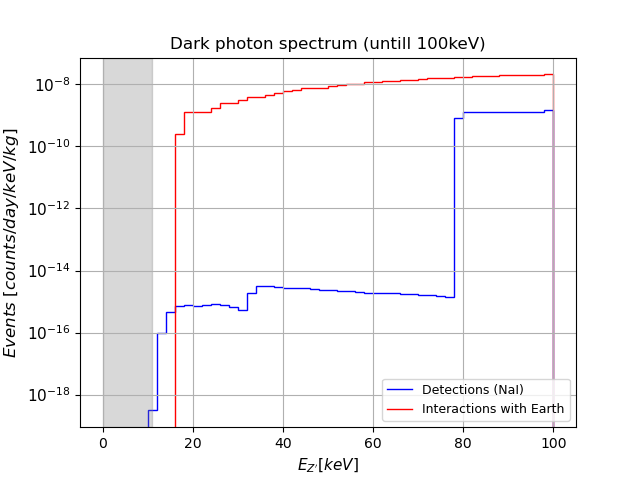 Dark photon spectrum (untill 100keV)
Events [counts/day/keV/kg]
10⁻⁸
10⁻¹⁰
10⁻¹²
10⁻¹⁴
10⁻¹⁶
10⁻¹⁸
Detections (NaI)
Interactions with Earth
0 20 40 60 80 100
E_{Z'}[keV]